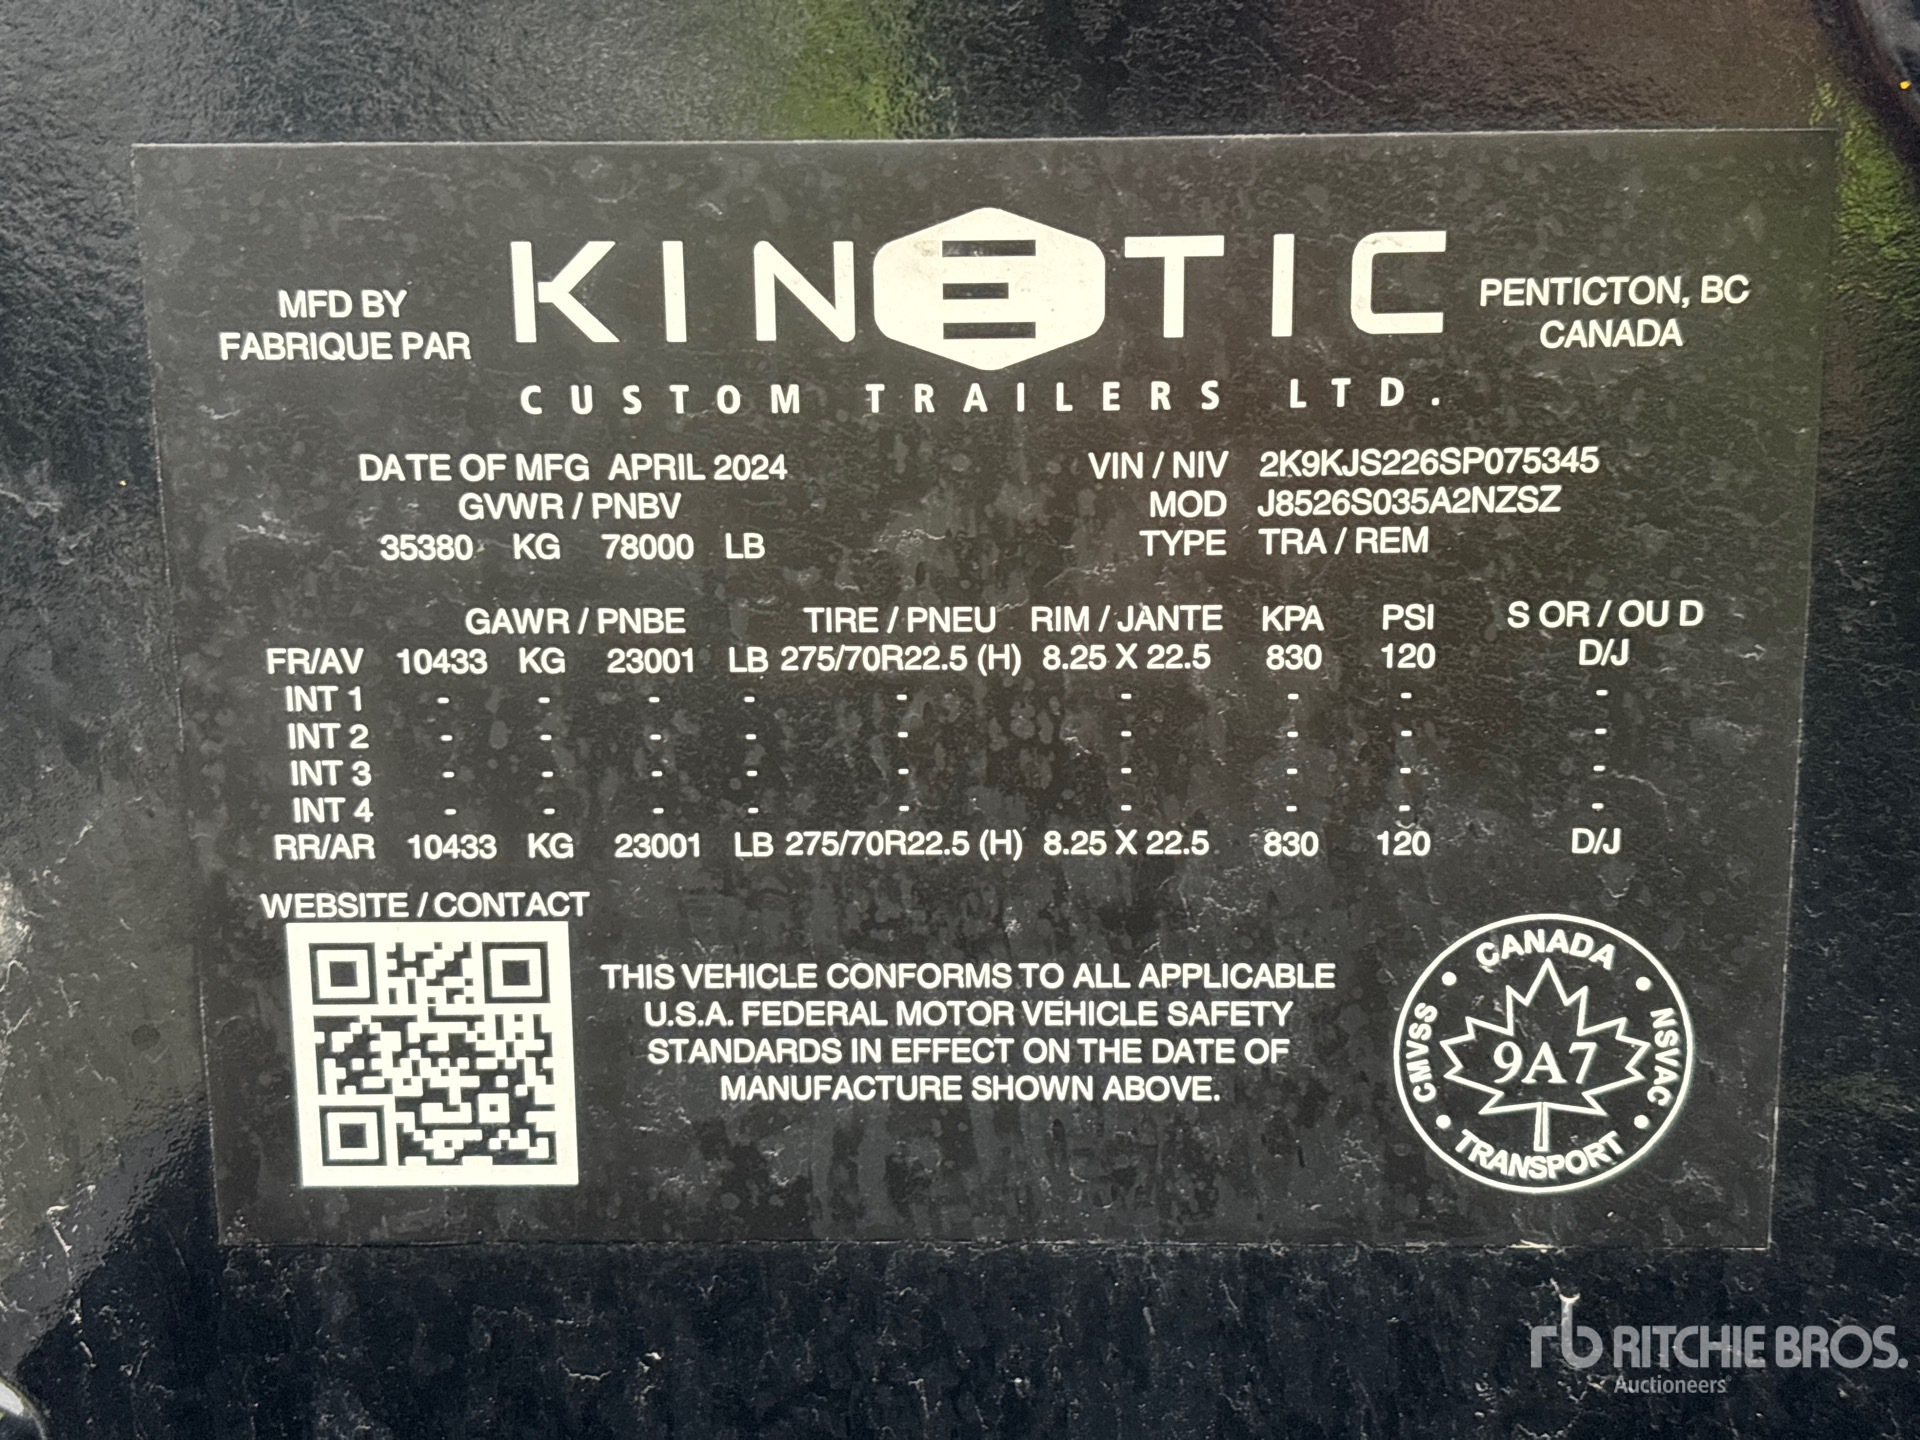 MFD BY
FABRIQUE PAR
KINETIC
CUSTOM TRAILERS LTD.
PENTICTON, BC
CANADA
DATE OF MFG APRIL 2024
GVWR / PNBV
35380 KG 78000 LB
VIN / NIV 2K9KJS226SP075345
MOD J8526S035A2NZSZ
TYPE TRA / REM
GAWR / PNBE TIRE / PNEU RIM / JANTE KPA PSI S OR / OU D
FR/AV 10433 KG 23001 LB 275/70R22.5 (H) 8.25 X 22.5 830 120 D/J
INT 1 - - - - - - - - -
INT 2 - - - - - - - - -
INT 3 - - - - - - - - -
INT 4 - - - - - - - - -
RR/AR 10433 KG 23001 LB 275/70R22.5 (H) 8.25 X 22.5 830 120 D/J
WEBSITE / CONTACT
THIS VEHICLE CONFORMS TO ALL APPLICABLE
U.S.A. FEDERAL MOTOR VEHICLE SAFETY
STANDARDS IN EFFECT ON THE DATE OF
MANUFACTURE SHOWN ABOVE.
CANADA
CMVSS
9A7
NSVAC
TRANSPORT
rb RITCHIE BROS.
Auctioneers